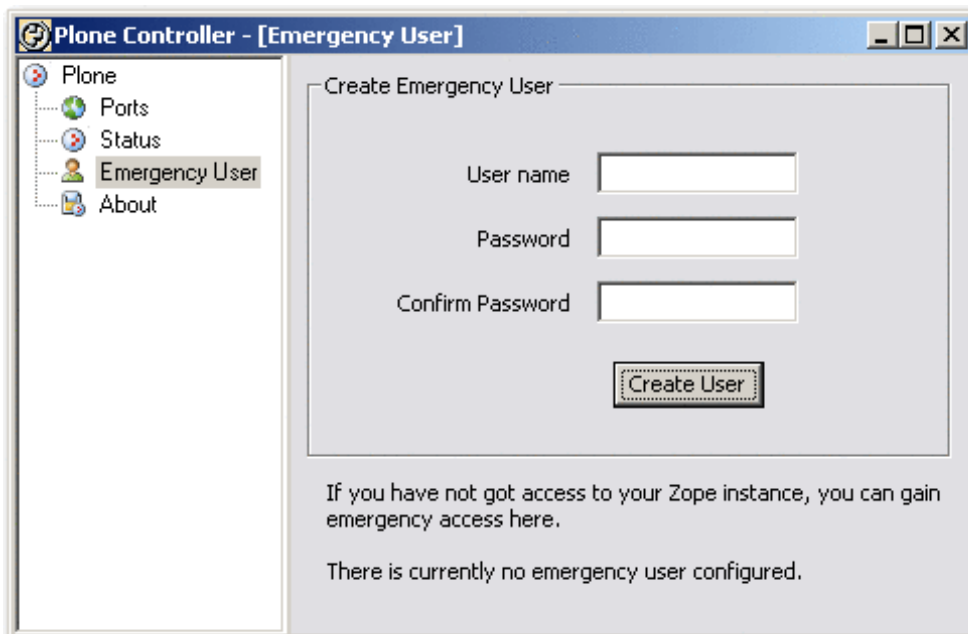 Plone Controller - [Emergency User]
Plone
Ports
Status
Emergency User
About
Create Emergency User
User name
Password
Confirm Password
Create User
If you have not got access to your Zope instance, you can gain
emergency access here.
There is currently no emergency user configured.